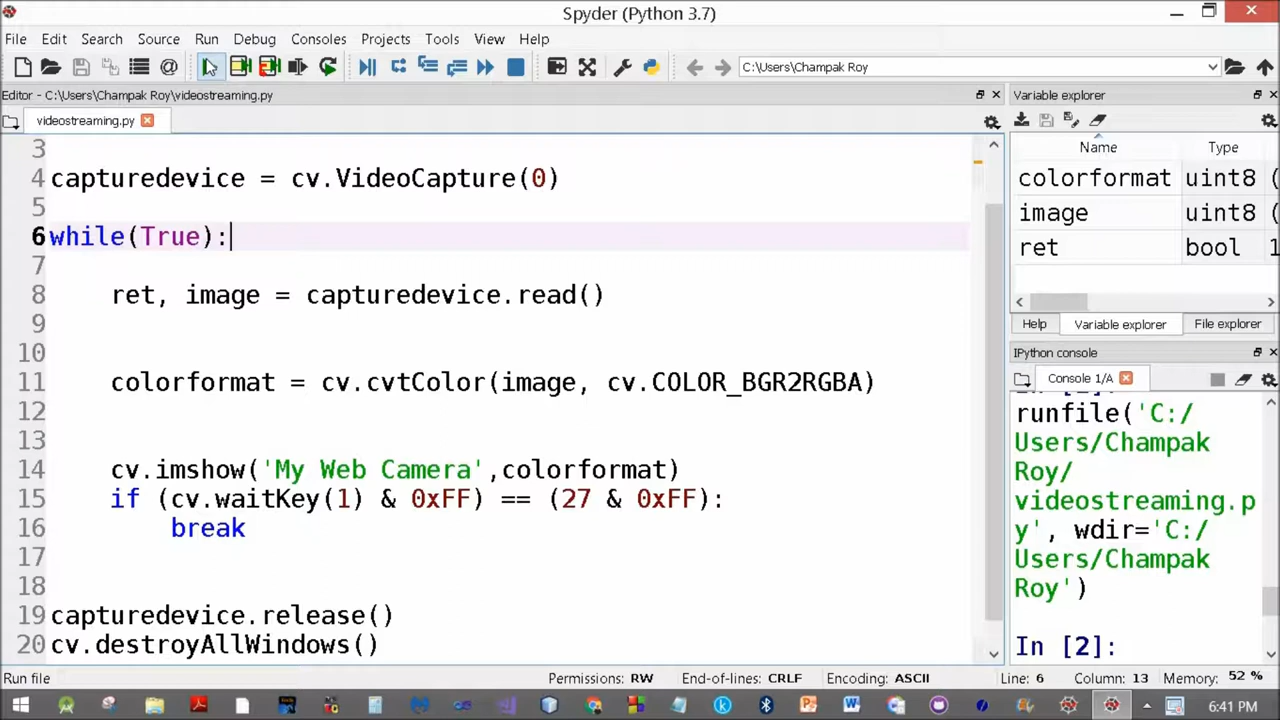 Spyder (Python 3.7)
File Edit Search Source Run Debug Consoles Projects Tools View Help
C:\Users\Champak Roy
Editor - C:\Users\Champak Roy\videostreaming.py
videostreaming.py
3
4 capturedevice = cv.VideoCapture(0)
5
6 while(True):
7
8 ret, image = capturedevice.read()
9
10
11 colorformat = cv.cvtColor(image, cv.COLOR_BGR2RGBA)
12
13
14 cv.imshow('My Web Camera',colorformat)
15 if (cv.waitKey(1) & 0xFF) == (27 & 0xFF):
16 break
17
18
19 capturedevice.release()
20 cv.destroyAllWindows()
Variable explorer
Name Type
colorformat uint8 (
image uint8 (
ret bool 1
Help Variable explorer File explorer
IPython console
Console 1/A
runfile('C:/
Users/Champak
Roy/
videostreaming.p
y', wdir='C:/
Users/Champak
Roy')
In [2]:
Run file Permissions: RW End-of-lines: CRLF Encoding: ASCII Line: 6 Column: 13 Memory: 52 %
6:41 PM